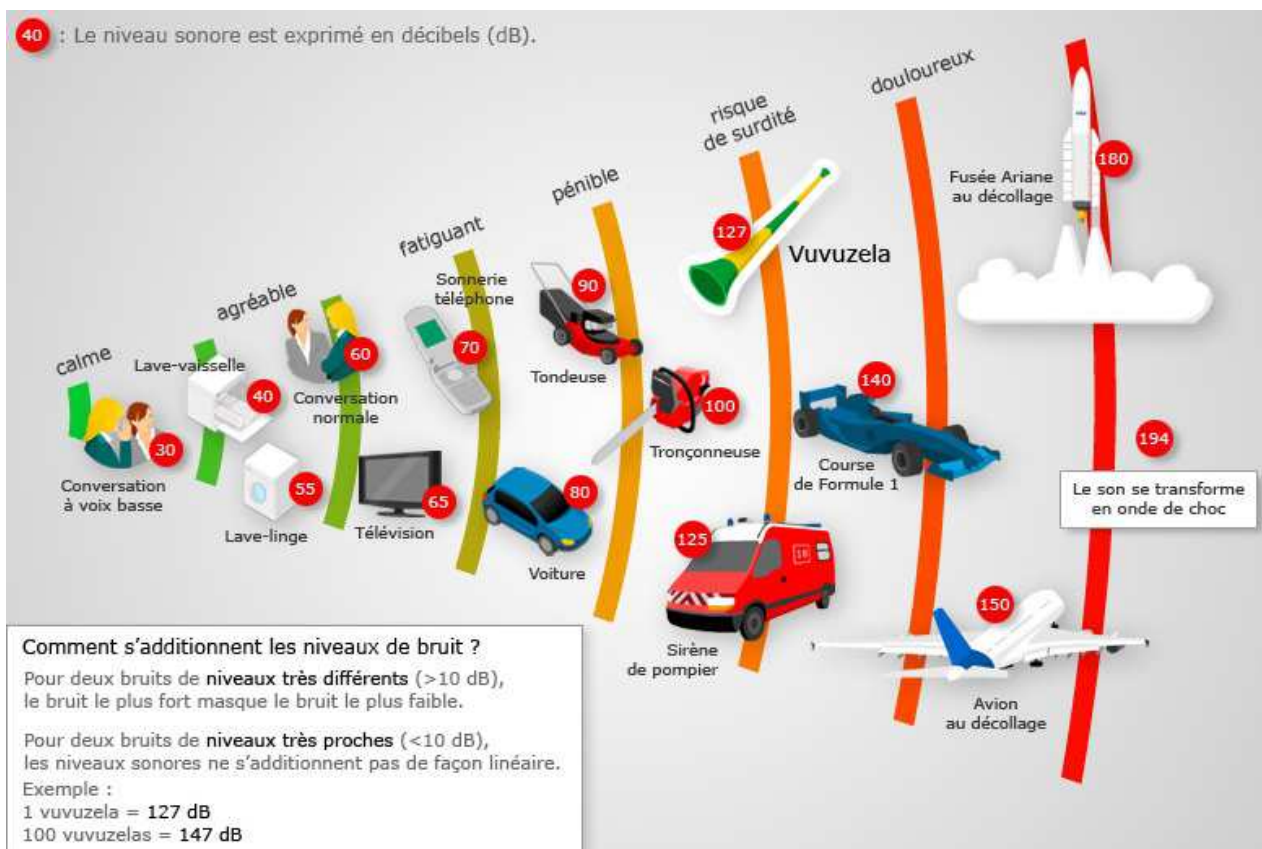 40 : Le niveau sonore est exprimé en décibels (dB).
calme
agréable
fatiguant
pénible
risque
de surdité
douloureux
30
Conversation
à voix basse
Lave-vaisselle
40
55
Lave-linge
60
Conversation
normale
65
Télévision
Sonnerie
téléphone
70
80
Voiture
90
Tondeuse
100
Tronçonneuse
125
Sirène
de pompier
18
127
Vuvuzela
140
Course
de Formule 1
150
Avion
au décollage
Fusée Ariane
au décollage
180
194
Le son se transforme
en onde de choc
Comment s’additionnent les niveaux de bruit ?
Pour deux bruits de niveaux très différents (>10 dB),
le bruit le plus fort masque le bruit le plus faible.
Pour deux bruits de niveaux très proches (<10 dB),
les niveaux sonores ne s’additionnent pas de façon linéaire.
Exemple :
1 vuvuzela = 127 dB
100 vuvuzelas = 147 dB